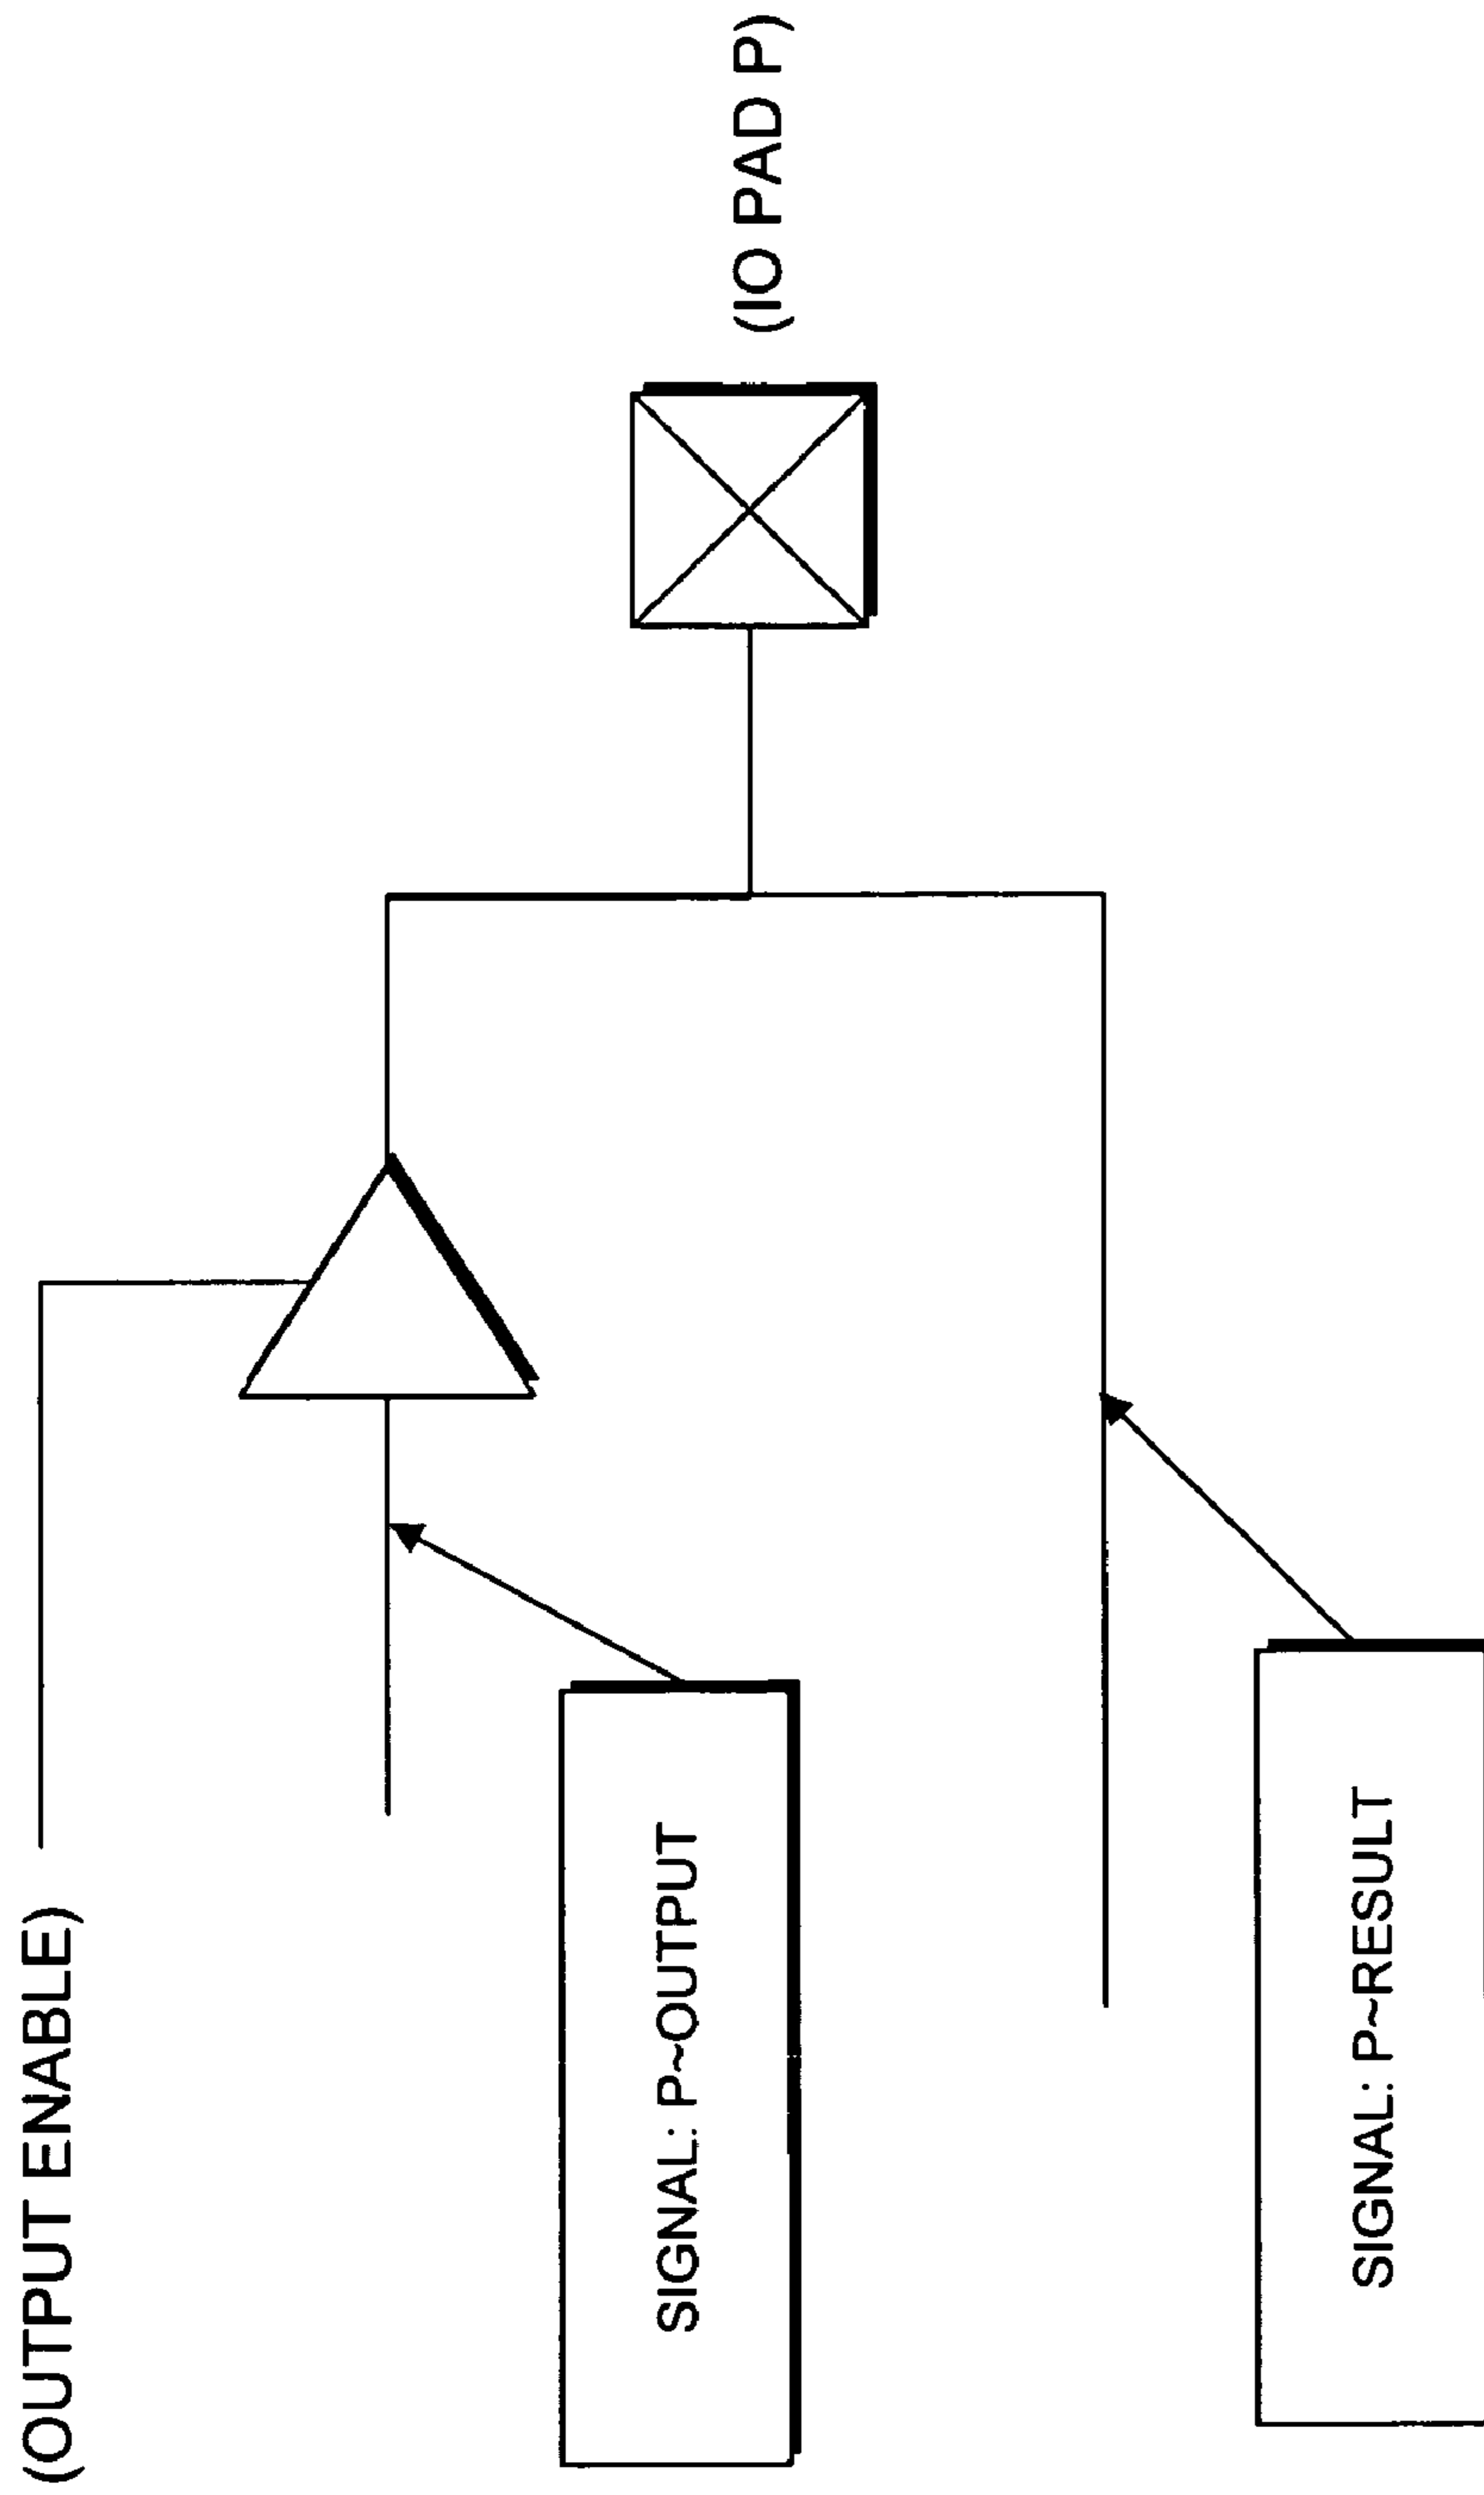 (OUTPUT ENABLE)
(IO PAD P)
SIGNAL: P~OUTPUT
SIGNAL: P~RESULT